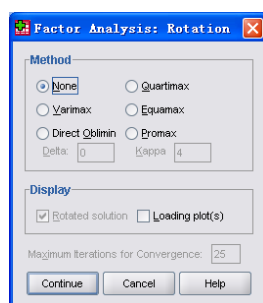 Factor Analysis: Rotation
Method
None Quartimax
Varimax Equamax
Direct Oblimin Promax
Delta: 0 Kappa 4
Display
Rotated solution Loading plot(s)
Maximum Iterations for Convergence: 25
Continue Cancel Help